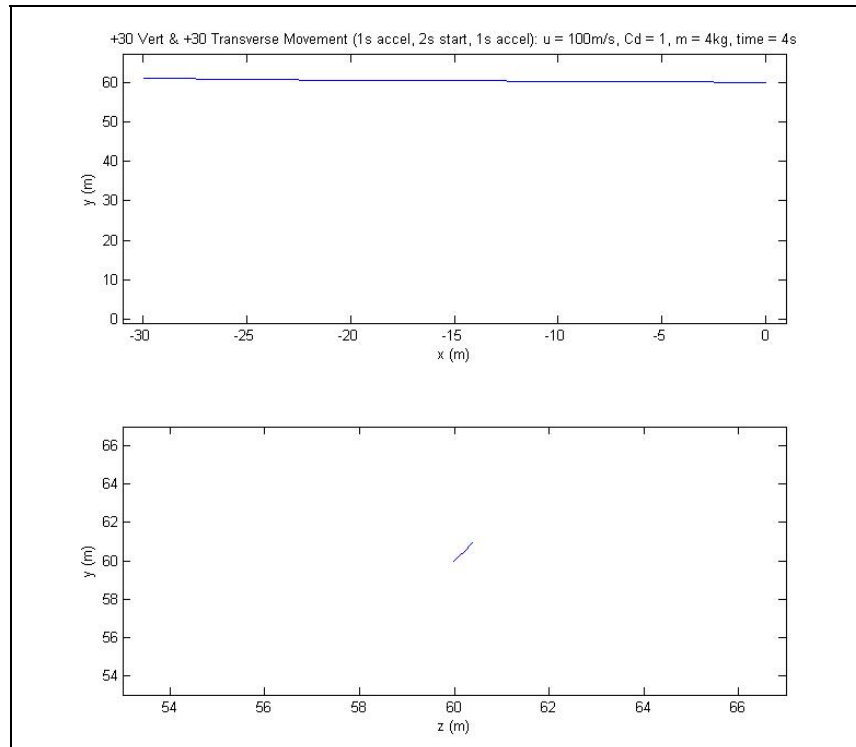 +30 Vert & +30 Transverse Movement (1s accel, 2s start, 1s accel): u = 100m/s, Cd = 1, m = 4kg, time = 4s
60
50
40
30
20
10
0
y (m)
-30 -25 -20 -15 -10 -5 0
x (m)
66
64
62
60
58
56
54
y (m)
54 56 58 60 62 64 66
z (m)